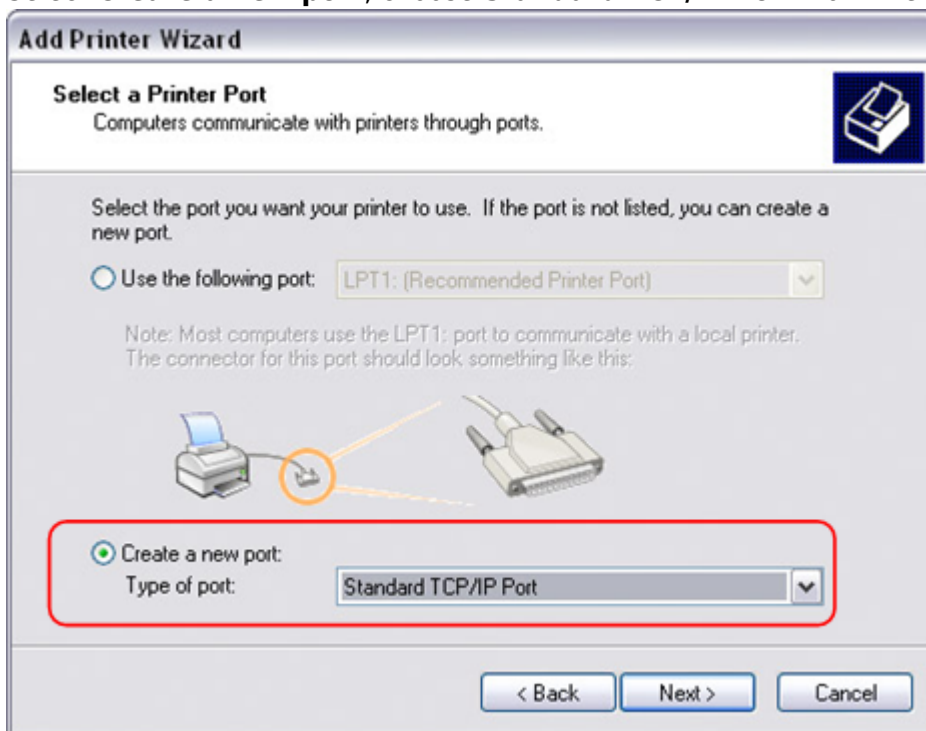 Add Printer Wizard
Select a Printer Port
Computers communicate with printers through ports.
Select the port you want your printer to use. If the port is not listed, you can create a
new port.
Use the following port: LPT1: (Recommended Printer Port)
Note: Most computers use the LPT1: port to communicate with a local printer.
The connector for this port should look something like this:
Create a new port:
Type of port: Standard TCP/IP Port
< Back Next > Cancel